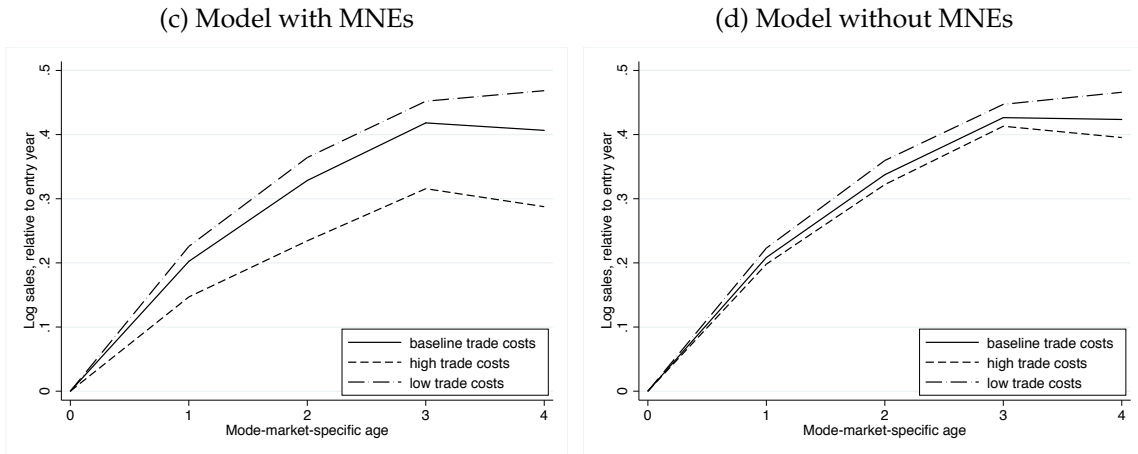 (c) Model with MNEs
(d) Model without MNEs
Log sales, relative to entry year
.5
.4
.3
.2
.1
0
0 1 2 3 4
Mode-market-specific age
baseline trade costs
high trade costs
low trade costs
Log sales, relative to entry year
.5
.4
.3
.2
.1
0
0 1 2 3 4
Mode-market-specific age
baseline trade costs
high trade costs
low trade costs